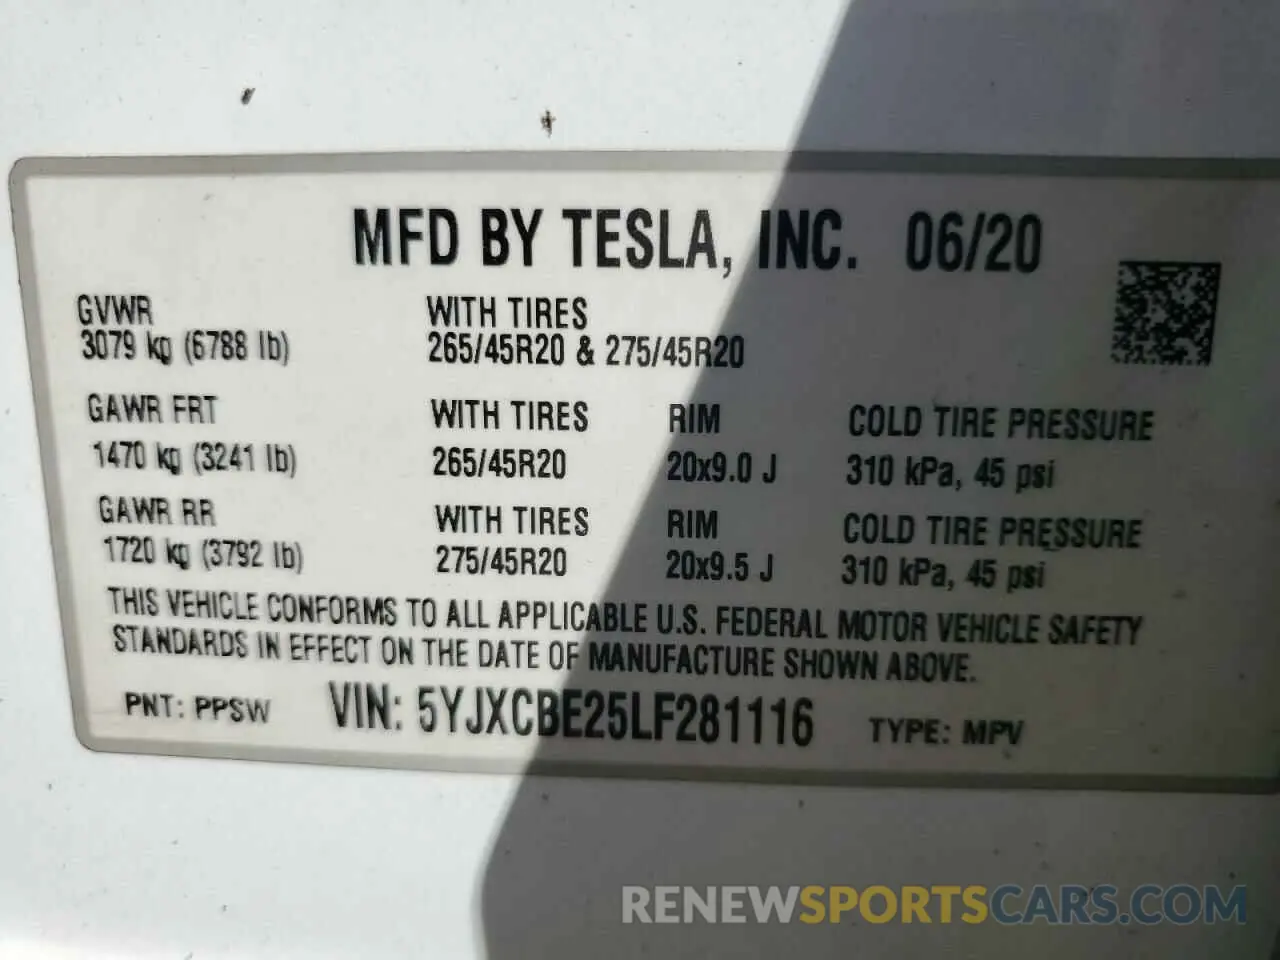 MFD BY TESLA, INC. 06/20
GVWR
3079 kg (6788 lb)
WITH TIRES
265/45R20 & 275/45R20
GAWR FRT
1470 kg (3241 lb)
WITH TIRES
265/45R20
RIM
20x9.0 J
COLD TIRE PRESSURE
310 kPa, 45 psi
GAWR RR
1720 kg (3792 lb)
WITH TIRES
275/45R20
RIM
20x9.5 J
COLD TIRE PRESSURE
310 kPa, 45 psi
THIS VEHICLE CONFORMS TO ALL APPLICABLE U.S. FEDERAL MOTOR VEHICLE SAFETY
STANDARDS IN EFFECT ON THE DATE OF MANUFACTURE SHOWN ABOVE.
PNT: PPSW VIN: 5YJXCBE25LF281116 TYPE: MPV
RENEWSPORTSCARS.COM